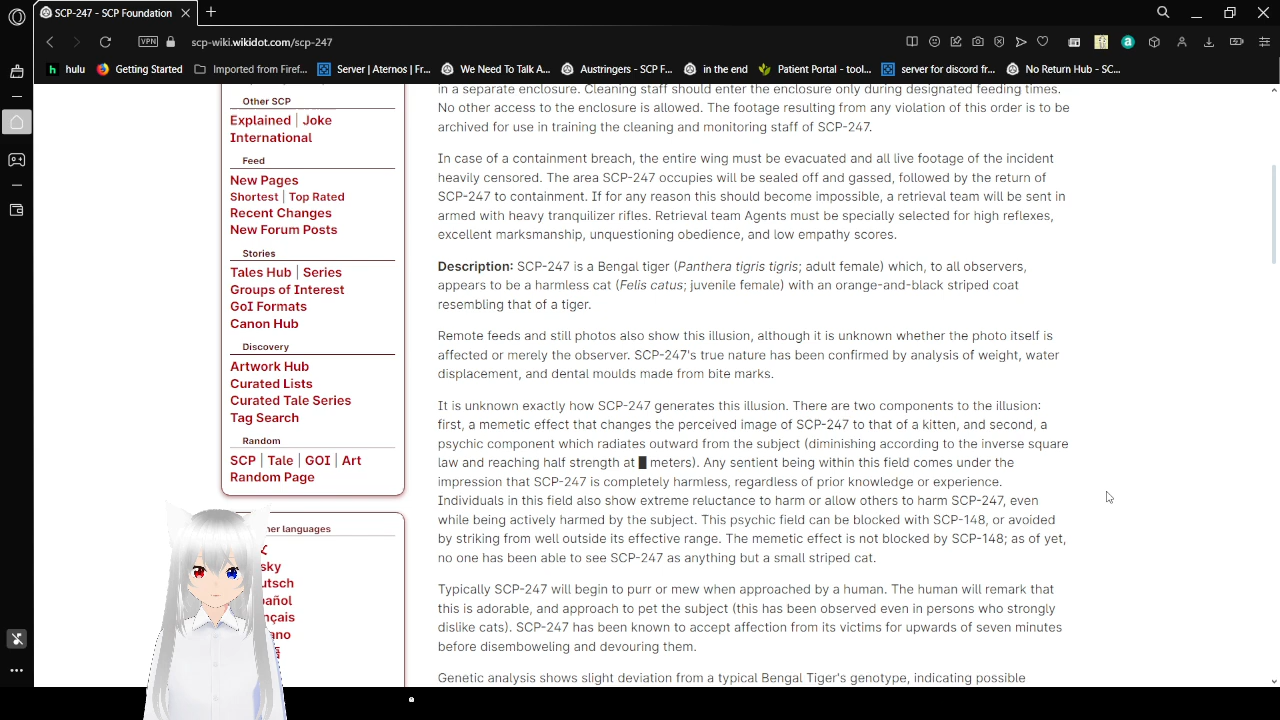 SCP-247 - SCP Foundation
VPN
scp-wiki.wikidot.com/scp-247
hulu
Getting Started
Imported from Firef...
Server | Aternos | Fr...
We Need To Talk A...
Austringers - SCP F...
in the end
Patient Portal - tool...
server for discord fr...
No Return Hub - SC...
Other SCP
Explained | Joke
International
Feed
New Pages
Shortest | Top Rated
Recent Changes
New Forum Posts
Stories
Tales Hub | Series
Groups of Interest
GoI Formats
Canon Hub
Discovery
Artwork Hub
Curated Lists
Curated Tale Series
Tag Search
Random
SCP | Tale | GOI | Art
Random Page
her languages
sky
utsch
añol
nçais
ano
in a separate enclosure. Cleaning staff should enter the enclosure only during designated feeding times.
No other access to the enclosure is allowed. The footage resulting from any violation of this order is to be
archived for use in training the cleaning and monitoring staff of SCP-247.
In case of a containment breach, the entire wing must be evacuated and all live footage of the incident
heavily censored. The area SCP-247 occupies will be sealed off and gassed, followed by the return of
SCP-247 to containment. If for any reason this should become impossible, a retrieval team will be sent in
armed with heavy tranquilizer rifles. Retrieval team Agents must be specially selected for high reflexes,
excellent marksmanship, unquestioning obedience, and low empathy scores.
Description: SCP-247 is a Bengal tiger (Panthera tigris tigris; adult female) which, to all observers,
appears to be a harmless cat (Felis catus; juvenile female) with an orange-and-black striped coat
resembling that of a tiger.
Remote feeds and still photos also show this illusion, although it is unknown whether the photo itself is
affected or merely the observer. SCP-247's true nature has been confirmed by analysis of weight, water
displacement, and dental moulds made from bite marks.
It is unknown exactly how SCP-247 generates this illusion. There are two components to the illusion:
first, a memetic effect that changes the perceived image of SCP-247 to that of a kitten, and second, a
psychic component which radiates outward from the subject (diminishing according to the inverse square
law and reaching half strength at █ meters). Any sentient being within this field comes under the
impression that SCP-247 is completely harmless, regardless of prior knowledge or experience.
Individuals in this field also show extreme reluctance to harm or allow others to harm SCP-247, even
while being actively harmed by the subject. This psychic field can be blocked with SCP-148, or avoided
by striking from well outside its effective range. The memetic effect is not blocked by SCP-148; as of yet,
no one has been able to see SCP-247 as anything but a small striped cat.
Typically SCP-247 will begin to purr or mew when approached by a human. The human will remark that
this is adorable, and approach to pet the subject (this has been observed even in persons who strongly
dislike cats). SCP-247 has been known to accept affection from its victims for upwards of seven minutes
before disemboweling and devouring them.
Genetic analysis shows slight deviation from a typical Bengal Tiger's genotype, indicating possible